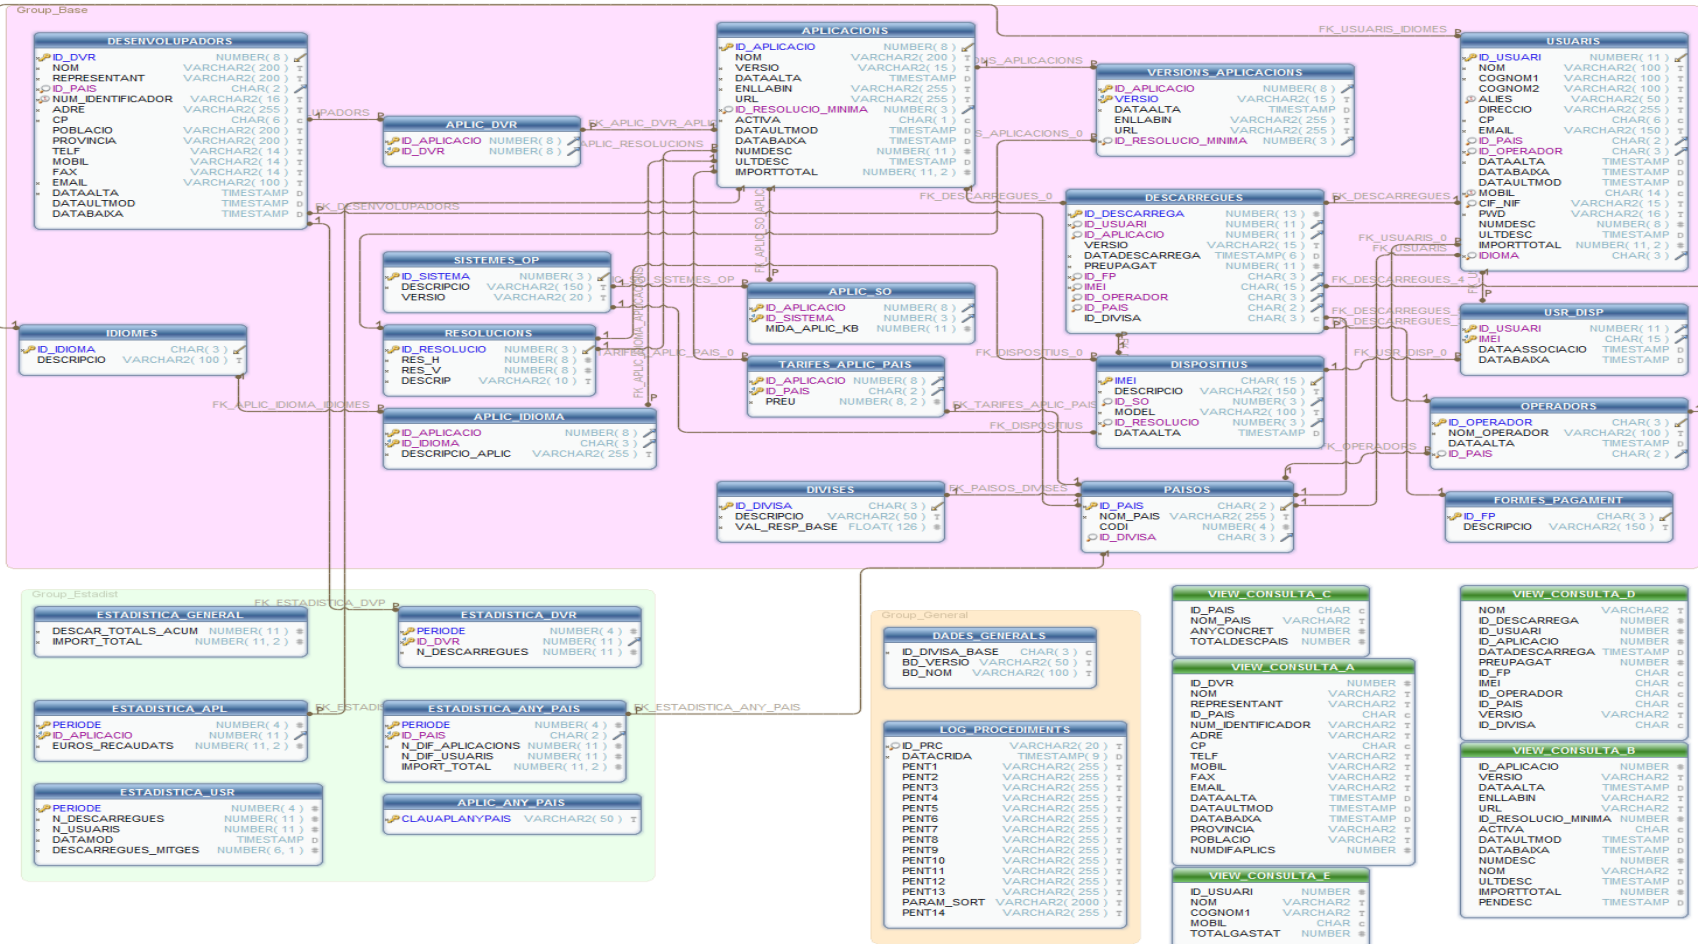 Group_Base
DESENVOLUPADORS
ID_DVR NUMBER( 8 )
NOM VARCHAR2( 200 )
REPRESENTANT VARCHAR2( 200 )
ID_PAIS CHAR( 2 )
NUM_IDENTIFICADOR VARCHAR2( 16 )
ADRE VARCHAR2( 255 )
CP CHAR( 6 )
POBLACIO VARCHAR2( 200 )
PROVINCIA VARCHAR2( 200 )
TELF VARCHAR2( 14 )
MOBIL VARCHAR2( 14 )
FAX VARCHAR2( 14 )
EMAIL VARCHAR2( 100 )
DATAALTA TIMESTAMP
DATAULTMOD TIMESTAMP
DATABAIXA TIMESTAMP
UPADORS
FK_DESENVOLUPADORS
APLIC_DVR
ID_APLICACIO NUMBER( 8 )
ID_DVR NUMBER( 8 )
FK_APLIC_DVR_APLIC
APLIC_RESOLUCIONS
APLICACIONS
ID_APLICACIO NUMBER( 8 )
NOM VARCHAR2( 200 )
VERSIO VARCHAR2( 15 )
DATAALTA TIMESTAMP
ENLLABIN VARCHAR2( 255 )
URL VARCHAR2( 255 )
ID_RESOLUCIO_MINIMA NUMBER( 3 )
ACTIVA CHAR( 1 )
DATAULTMOD TIMESTAMP
DATABAIXA TIMESTAMP
NUMDESC NUMBER( 11 )
ULTDESC TIMESTAMP
IMPORTTOTAL NUMBER( 11, 2 )
NS_APLICACIONS
S_APLICACIONS_0
VERSIONS_APLICACIONS
ID_APLICACIO NUMBER( 8 )
VERSIO VARCHAR2( 15 )
DATAALTA TIMESTAMP
ENLLABIN VARCHAR2( 255 )
URL VARCHAR2( 255 )
ID_RESOLUCIO_MINIMA NUMBER( 3 )
FK_USUARIS_IDIOMES
USUARIS
ID_USUARI NUMBER( 11 )
NOM VARCHAR2( 100 )
COGNOM1 VARCHAR2( 100 )
COGNOM2 VARCHAR2( 100 )
ALIES VARCHAR2( 50 )
DIRECCIO VARCHAR2( 255 )
CP CHAR( 6 )
EMAIL VARCHAR2( 150 )
ID_PAIS CHAR( 2 )
ID_OPERADOR CHAR( 3 )
DATAALTA TIMESTAMP
DATABAIXA TIMESTAMP
DATAULTMOD TIMESTAMP
MOBIL CHAR( 14 )
CIF_NIF VARCHAR2( 15 )
PWD VARCHAR2( 16 )
NUMDESC NUMBER( 8 )
ULTDESC TIMESTAMP
IMPORTTOTAL NUMBER( 11, 2 )
IDIOMA CHAR( 3 )
FK_DESCARREGUES_0
DESCARREGUES
ID_DESCARREGA NUMBER( 13 )
ID_USUARI NUMBER( 11 )
ID_APLICACIO NUMBER( 11 )
VERSIO VARCHAR2( 15 )
DATADESCARREGA TIMESTAMP( 6 )
PREUPAGAT NUMBER( 11 )
ID_FP CHAR( 3 )
IMEI CHAR( 15 )
ID_OPERADOR CHAR( 3 )
ID_PAIS CHAR( 2 )
ID_DIVISA CHAR( 3 )
FK_DESCARREGUES
FK_USUARIS_0
FK_USUARIS
FK_DESCARREGUES_4
FK_DESCARREGUES_
FK_DESCARREGUES_
SISTEMES_OP
ID_SISTEMA NUMBER( 3 )
DESCRIPCIO VARCHAR2( 150 )
VERSIO VARCHAR2( 20 )
IC_SO_SISTEMES_OP
FK_APLIC_SO_APLIC
APLIC_SO
ID_APLICACIO NUMBER( 8 )
ID_SISTEMA NUMBER( 3 )
MIDA_APLIC_KB NUMBER( 11 )
USR_DISP
ID_USUARI NUMBER( 11 )
IMEI CHAR( 15 )
DATAASSOCIACIO TIMESTAMP
DATABAIXA TIMESTAMP
IDIOMES
ID_IDIOMA CHAR( 3 )
DESCRIPCIO VARCHAR2( 100 )
RESOLUCIONS
ID_RESOLUCIO NUMBER( 3 )
RES_H NUMBER( 8 )
RES_V NUMBER( 8 )
DESCRIP VARCHAR2( 10 )
FK_APLIC_IDIOMA_APLICACIONS
TARIFES_APLIC_PAIS_0
TARIFES_APLIC_PAIS
ID_APLICACIO NUMBER( 8 )
ID_PAIS CHAR( 2 )
PREU NUMBER( 8, 2 )
FK_DISPOSITIUS_0
DISPOSITIUS
IMEI CHAR( 15 )
DESCRIPCIO VARCHAR2( 150 )
ID_SO NUMBER( 3 )
MODEL VARCHAR2( 100 )
ID_RESOLUCIO NUMBER( 3 )
DATAALTA TIMESTAMP
FK_USR_DISP_0
FK_TARIFES_APLIC_PAIS
FK_DISPOSITIUS
FK_OPERADORS
OPERADORS
ID_OPERADOR CHAR( 3 )
NOM_OPERADOR VARCHAR2( 100 )
DATAALTA TIMESTAMP
ID_PAIS CHAR( 2 )
FK_APLIC_IDIOMA_IDIOMES
APLIC_IDIOMA
ID_APLICACIO NUMBER( 8 )
ID_IDIOMA CHAR( 3 )
DESCRIPCIO_APLIC VARCHAR2( 255 )
DIVISES
ID_DIVISA CHAR( 3 )
DESCRIPCIO VARCHAR2( 50 )
VAL_RESP_BASE FLOAT( 126 )
FK_PAISOS_DIVISES
PAISOS
ID_PAIS CHAR( 2 )
NOM_PAIS VARCHAR2( 255 )
CODI NUMBER( 4 )
ID_DIVISA CHAR( 3 )
FORMES_PAGAMENT
ID_FP CHAR( 3 )
DESCRIPCIO VARCHAR2( 150 )
Group_Estadist
FK_ESTADISTICA_DVP
ESTADISTICA_GENERAL
DESCAR_TOTALS_ACUM NUMBER( 11 )
IMPORT_TOTAL NUMBER( 11, 2 )
ESTADISTICA_DVR
PERIODE NUMBER( 4 )
ID_DVR NUMBER( 11 )
N_DESCARREGUES NUMBER( 11 )
ESTADISTICA_APL
PERIODE NUMBER( 4 )
ID_APLICACIO NUMBER( 11 )
EUROS_RECAUDATS NUMBER( 11, 2 )
FK_ESTADIS
ESTADISTICA_ANY_PAIS
PERIODE NUMBER( 4 )
ID_PAIS CHAR( 2 )
N_DIF_APLICACIONS NUMBER( 11 )
N_DIF_USUARIS NUMBER( 11 )
IMPORT_TOTAL NUMBER( 11, 2 )
FK_ESTADISTICA_ANY_PAIS
ESTADISTICA_USR
PERIODE NUMBER( 4 )
N_DESCARREGUES NUMBER( 11 )
N_USUARIS NUMBER( 11 )
DATAMOD TIMESTAMP
DESCARREGUES_MITGES NUMBER( 6, 1 )
APLIC_ANY_PAIS
CLAUAPLANYPAIS VARCHAR2( 50 )
Group_General
DADES_GENERALS
ID_DIVISA_BASE CHAR( 3 )
BD_VERSIO VARCHAR2( 50 )
BD_NOM VARCHAR2( 100 )
LOG_PROCEDIMENTS
ID_PRC VARCHAR2( 20 )
DATACRIDA TIMESTAMP( 9 )
PENT1 VARCHAR2( 255 )
PENT2 VARCHAR2( 255 )
PENT3 VARCHAR2( 255 )
PENT4 VARCHAR2( 255 )
PENT5 VARCHAR2( 255 )
PENT6 VARCHAR2( 255 )
PENT7 VARCHAR2( 255 )
PENT8 VARCHAR2( 255 )
PENT9 VARCHAR2( 255 )
PENT10 VARCHAR2( 255 )
PENT11 VARCHAR2( 255 )
PENT12 VARCHAR2( 255 )
PENT13 VARCHAR2( 255 )
PARAM_SORT VARCHAR2( 2000 )
PENT14 VARCHAR2( 255 )
VIEW_CONSULTA_C
ID_PAIS CHAR
NOM_PAIS VARCHAR2
ANYCONCRET NUMBER
TOTALDESCPAIS NUMBER
VIEW_CONSULTA_A
ID_DVR NUMBER
NOM VARCHAR2
REPRESENTANT VARCHAR2
ID_PAIS CHAR
NUM_IDENTIFICADOR VARCHAR2
ADRE VARCHAR2
CP CHAR
TELF VARCHAR2
MOBIL VARCHAR2
FAX VARCHAR2
EMAIL VARCHAR2
DATAALTA TIMESTAMP
DATAULTMOD TIMESTAMP
DATABAIXA TIMESTAMP
PROVINCIA VARCHAR2
POBLACIO VARCHAR2
NUMDIFAPLICS NUMBER
VIEW_CONSULTA_E
ID_USUARI NUMBER
NOM VARCHAR2
COGNOM1 VARCHAR2
MOBIL CHAR
TOTALGASTAT NUMBER
VIEW_CONSULTA_D
NOM VARCHAR2
ID_DESCARREGA NUMBER
ID_USUARI NUMBER
ID_APLICACIO NUMBER
DATADESCARREGA TIMESTAMP
PREUPAGAT NUMBER
ID_FP CHAR
IMEI CHAR
ID_OPERADOR CHAR
ID_PAIS CHAR
VERSIO VARCHAR2
ID_DIVISA CHAR
VIEW_CONSULTA_B
ID_APLICACIO NUMBER
VERSIO VARCHAR2
DATAALTA TIMESTAMP
ENLLABIN VARCHAR2
URL VARCHAR2
ID_RESOLUCIO_MINIMA NUMBER
ACTIVA CHAR
DATAULTMOD TIMESTAMP
DATABAIXA TIMESTAMP
NUMDESC NUMBER
NOM VARCHAR2
ULTDESC TIMESTAMP
IMPORTTOTAL NUMBER
PENDESC TIMESTAMP